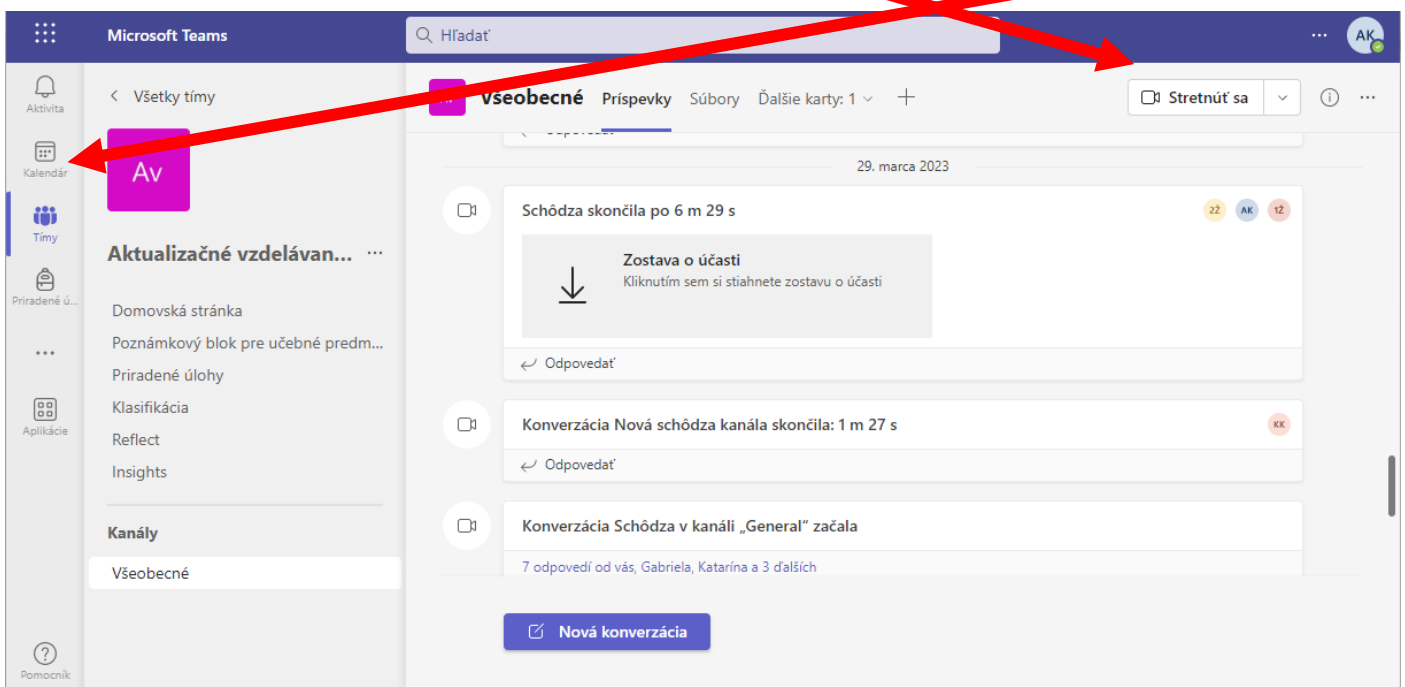 Microsoft Teams
Hľadať
AK
Aktivita
Kalendár
Tímy
Priradené ú...
Aplikácie
Pomocník
Všetky tímy
Av
Aktualizačné vzdelávan...
Domovská stránka
Poznámkový blok pre učebné predm...
Priradené úlohy
Klasifikácia
Reflect
Insights
Kanály
Všeobecné
Všeobecné Príspevky Súbory Ďalšie karty: 1
Stretnúť sa
29. marca 2023
Schôdza skončila po 6 m 29 s
2Ž AK 1Ž
Zostava o účasti
Kliknutím sem si stiahnete zostavu o účasti
Odpovedať
Konverzácia Nová schôdza kanála skončila: 1 m 27 s
KK
Odpovedať
Konverzácia Schôdza v kanáli „General“ začala
7 odpovedí od vás, Gabriela, Katarína a 3 ďalších
Nová konverzácia